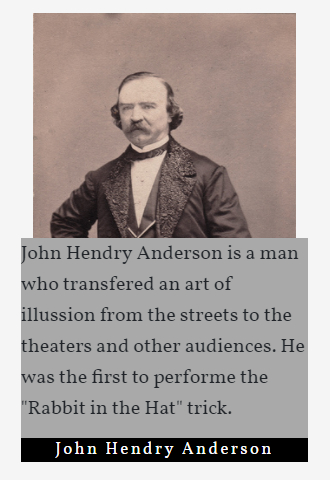 John Hendry Anderson is a man
who transfered an art of
illussion from the streets to the
theaters and other audiences. He
was the first to performe the
"Rabbit in the Hat" trick.
John Hendry Anderson